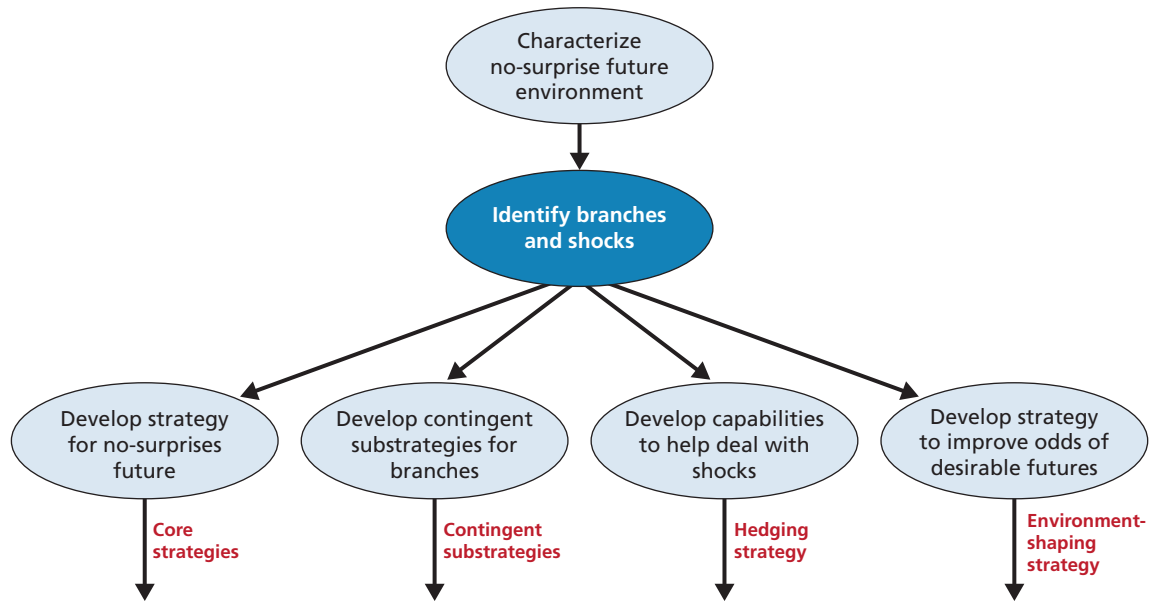 Characterize
no-surprise future
environment
Identify branches
and shocks
Develop strategy
for no-surprises
future
Develop contingent
substrategies for
branches
Develop capabilities
to help deal with
shocks
Develop strategy
to improve odds of
desirable futures
Core
strategies
Contingent
substrategies
Hedging
strategy
Environment-
shaping
strategy